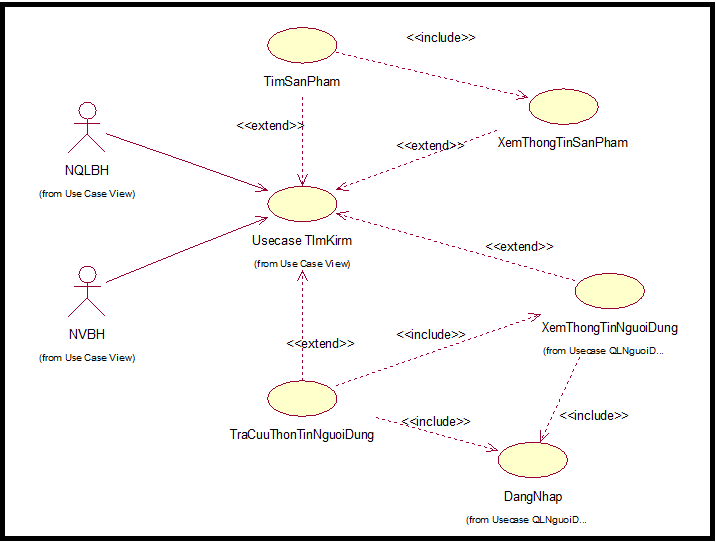 <<include>>
TimSanPham
<<extend>>
XemThongTinSanPham
<<extend>>
NQLBH
(from Use Case View)
Usecase TImKirm
(from Use Case View)
<<extend>>
NVBH
(from Use Case View)
XemThongTinNguoiDung
(from Usecase QLNguoiD...
<<include>>
<<extend>>
TraCuuThonTinNguoiDung
<<include>>
<<include>>
DangNhap
(from Usecase QLNguoiD...